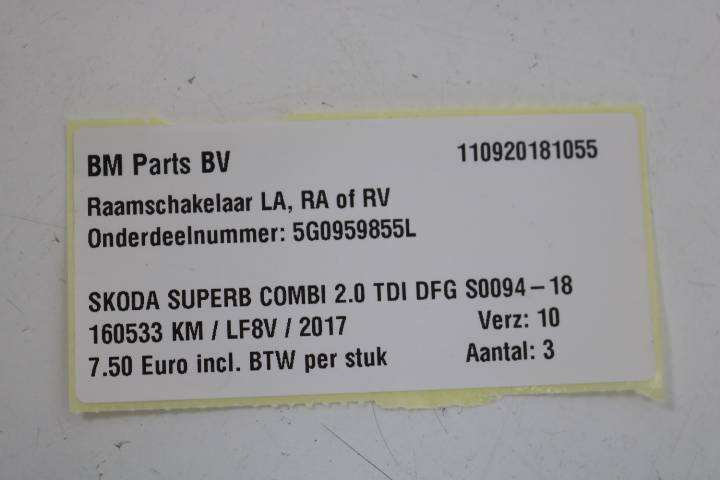 BM Parts BV 110920181055
Raamschakelaar LA, RA of RV
Onderdeelnummer: 5G0959855L
SKODA SUPERB COMBI 2.0 TDI DFG S0094-18
160533 KM / LF8V / 2017 Verz: 10
7.50 Euro incl. BTW per stuk Aantal: 3